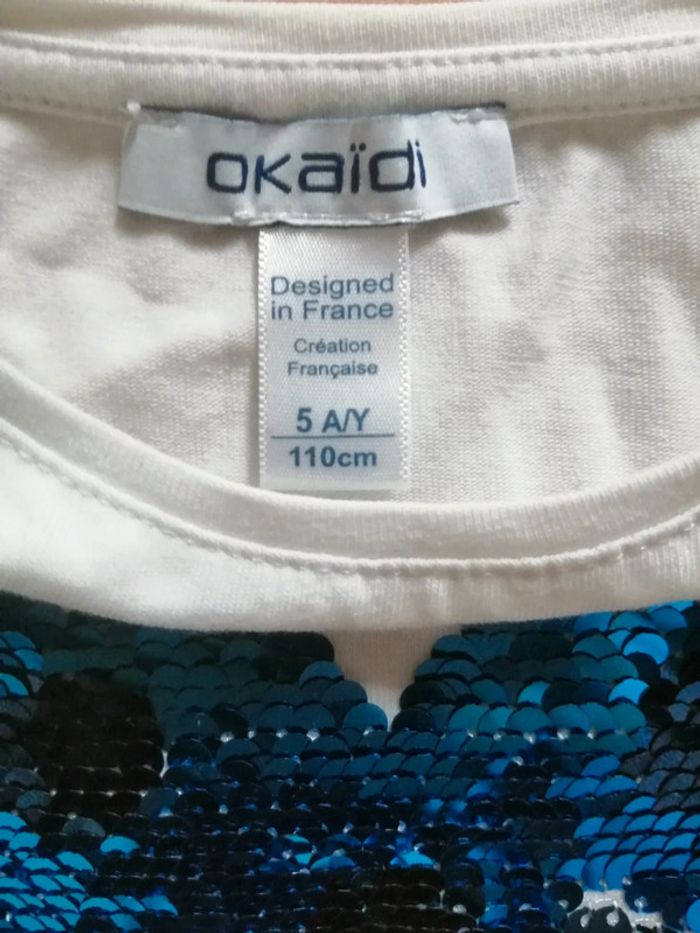 okaïdi
Designed
in France
Création
Française
5 A/Y
110cm